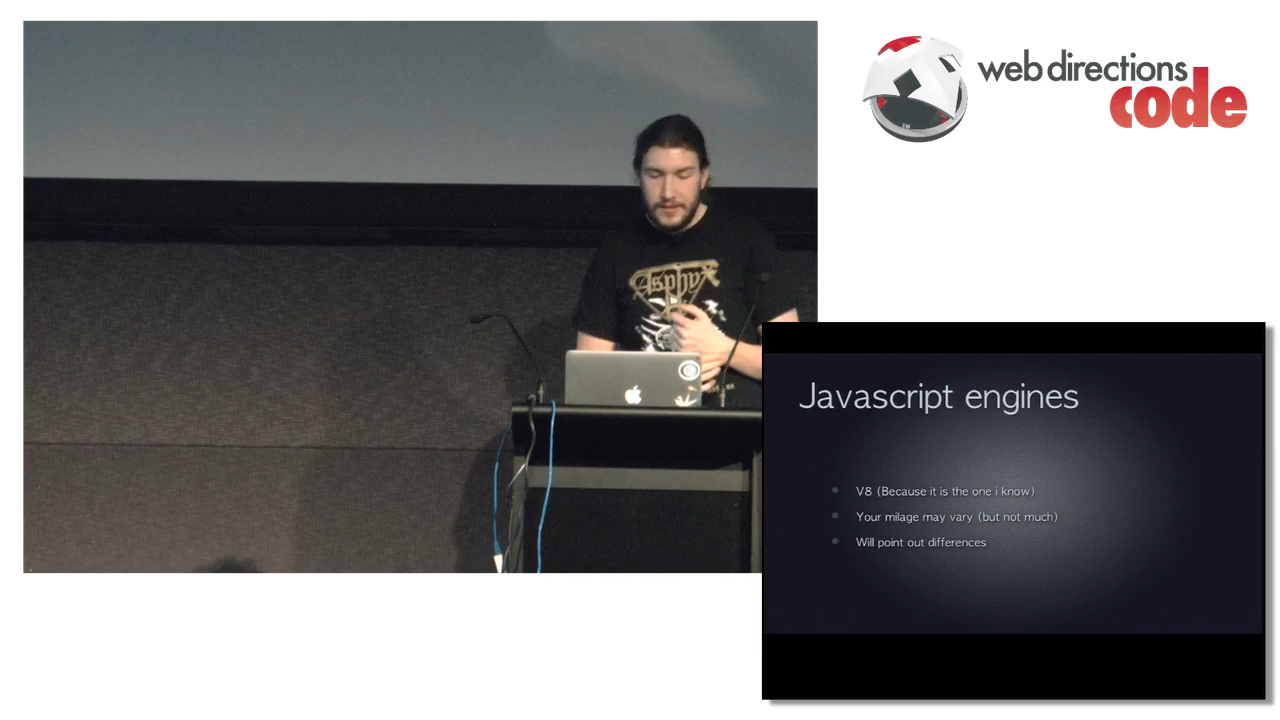 web directions
code
Asphyx
Javascript engines
V8 (Because it is the one i know)
Your milage may vary (but not much)
Will point out differences